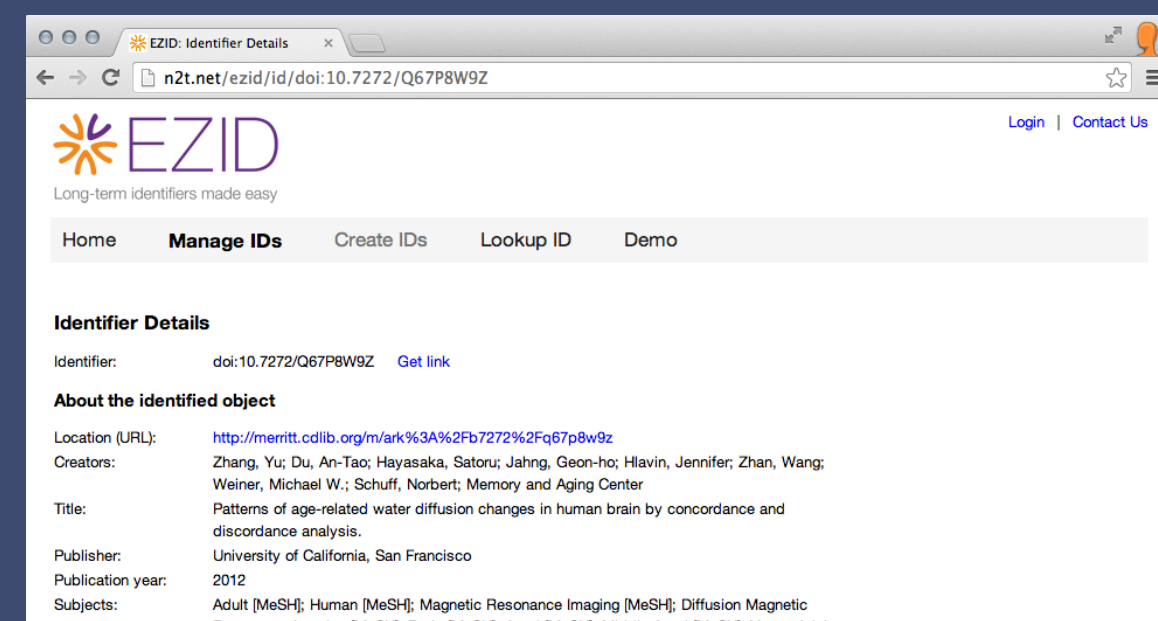 EZID: Identifier Details
n2t.net/ezid/id/doi:10.7272/Q67P8W9Z
Login | Contact Us
EZID
Long-term identifiers made easy
Home Manage IDs Create IDs Lookup ID Demo
Identifier Details
Identifier: doi:10.7272/Q67P8W9Z Get link
About the identified object
Location (URL): http://merritt.cdlib.org/m/ark%3A%2Fb7272%2Fq67p8w9z
Creators: Zhang, Yu; Du, An-Tao; Hayasaka, Satoru; Jahng, Geon-ho; Hlavin, Jennifer; Zhan, Wang;
Weiner, Michael W.; Schuff, Norbert; Memory and Aging Center
Title: Patterns of age-related water diffusion changes in human brain by concordance and
discordance analysis.
Publisher: University of California, San Francisco
Publication year: 2012
Subjects: Adult [MeSH]; Human [MeSH]; Magnetic Resonance Imaging [MeSH]; Diffusion Magnetic